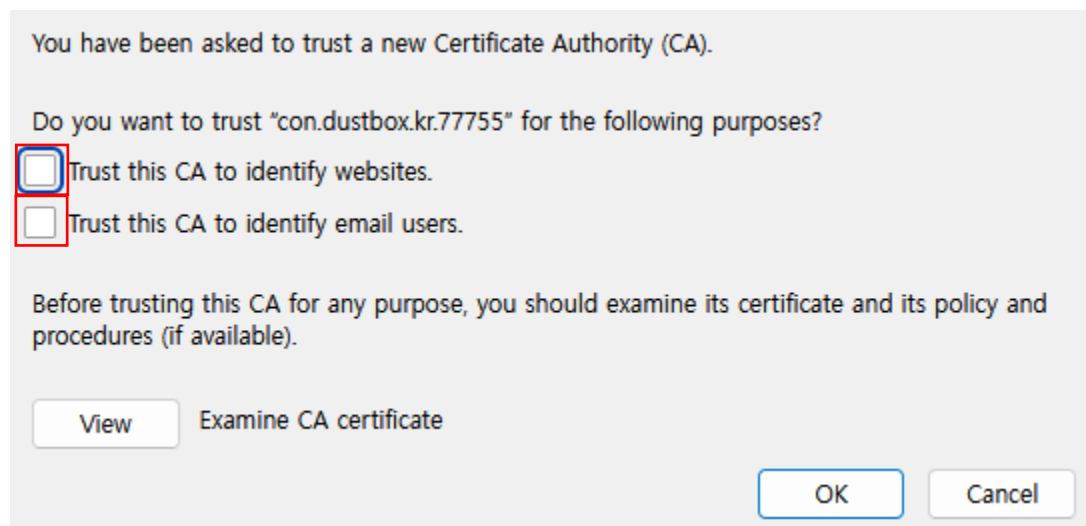 You have been asked to trust a new Certificate Authority (CA).
Do you want to trust “con.dustbox.kr.77755” for the following purposes?
Trust this CA to identify websites.
Trust this CA to identify email users.
Before trusting this CA for any purpose, you should examine its certificate and its policy and
procedures (if available).
View
Examine CA certificate
OK
Cancel